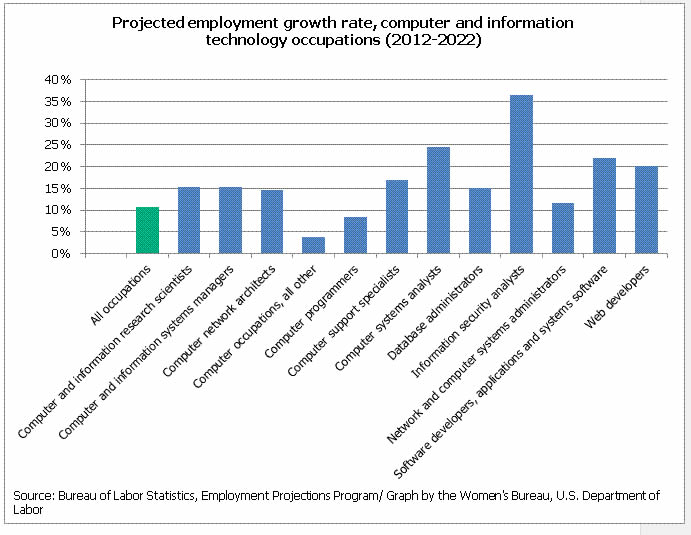 Projected employment growth rate, computer and information
technology occupations (2012-2022)
40%
35%
30%
25%
20%
15%
10%
5%
0%
All occupations
Computer and information research scientists
Computer and information systems managers
Computer network architects
Computer occupations, all other
Computer programmers
Computer support specialists
Computer systems analysts
Database administrators
Information security analysts
Network and computer systems administrators
Software developers, applications and systems software
Web developers
Source: Bureau of Labor Statistics, Employment Projections Program/ Graph by the Women's Bureau, U.S. Department of
Labor